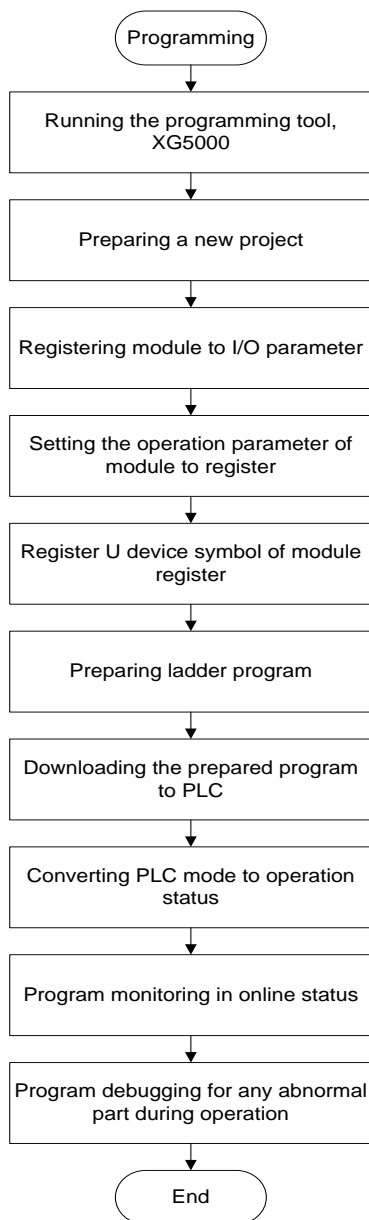 Programming
Running the programming tool,
XG5000
Preparing a new project
Registering module to I/O parameter
Setting the operation parameter of
module to register
Register U device symbol of module
register
Preparing ladder program
Downloading the prepared program
to PLC
Converting PLC mode to operation
status
Program monitoring in online status
Program debugging for any abnormal
part during operation
End